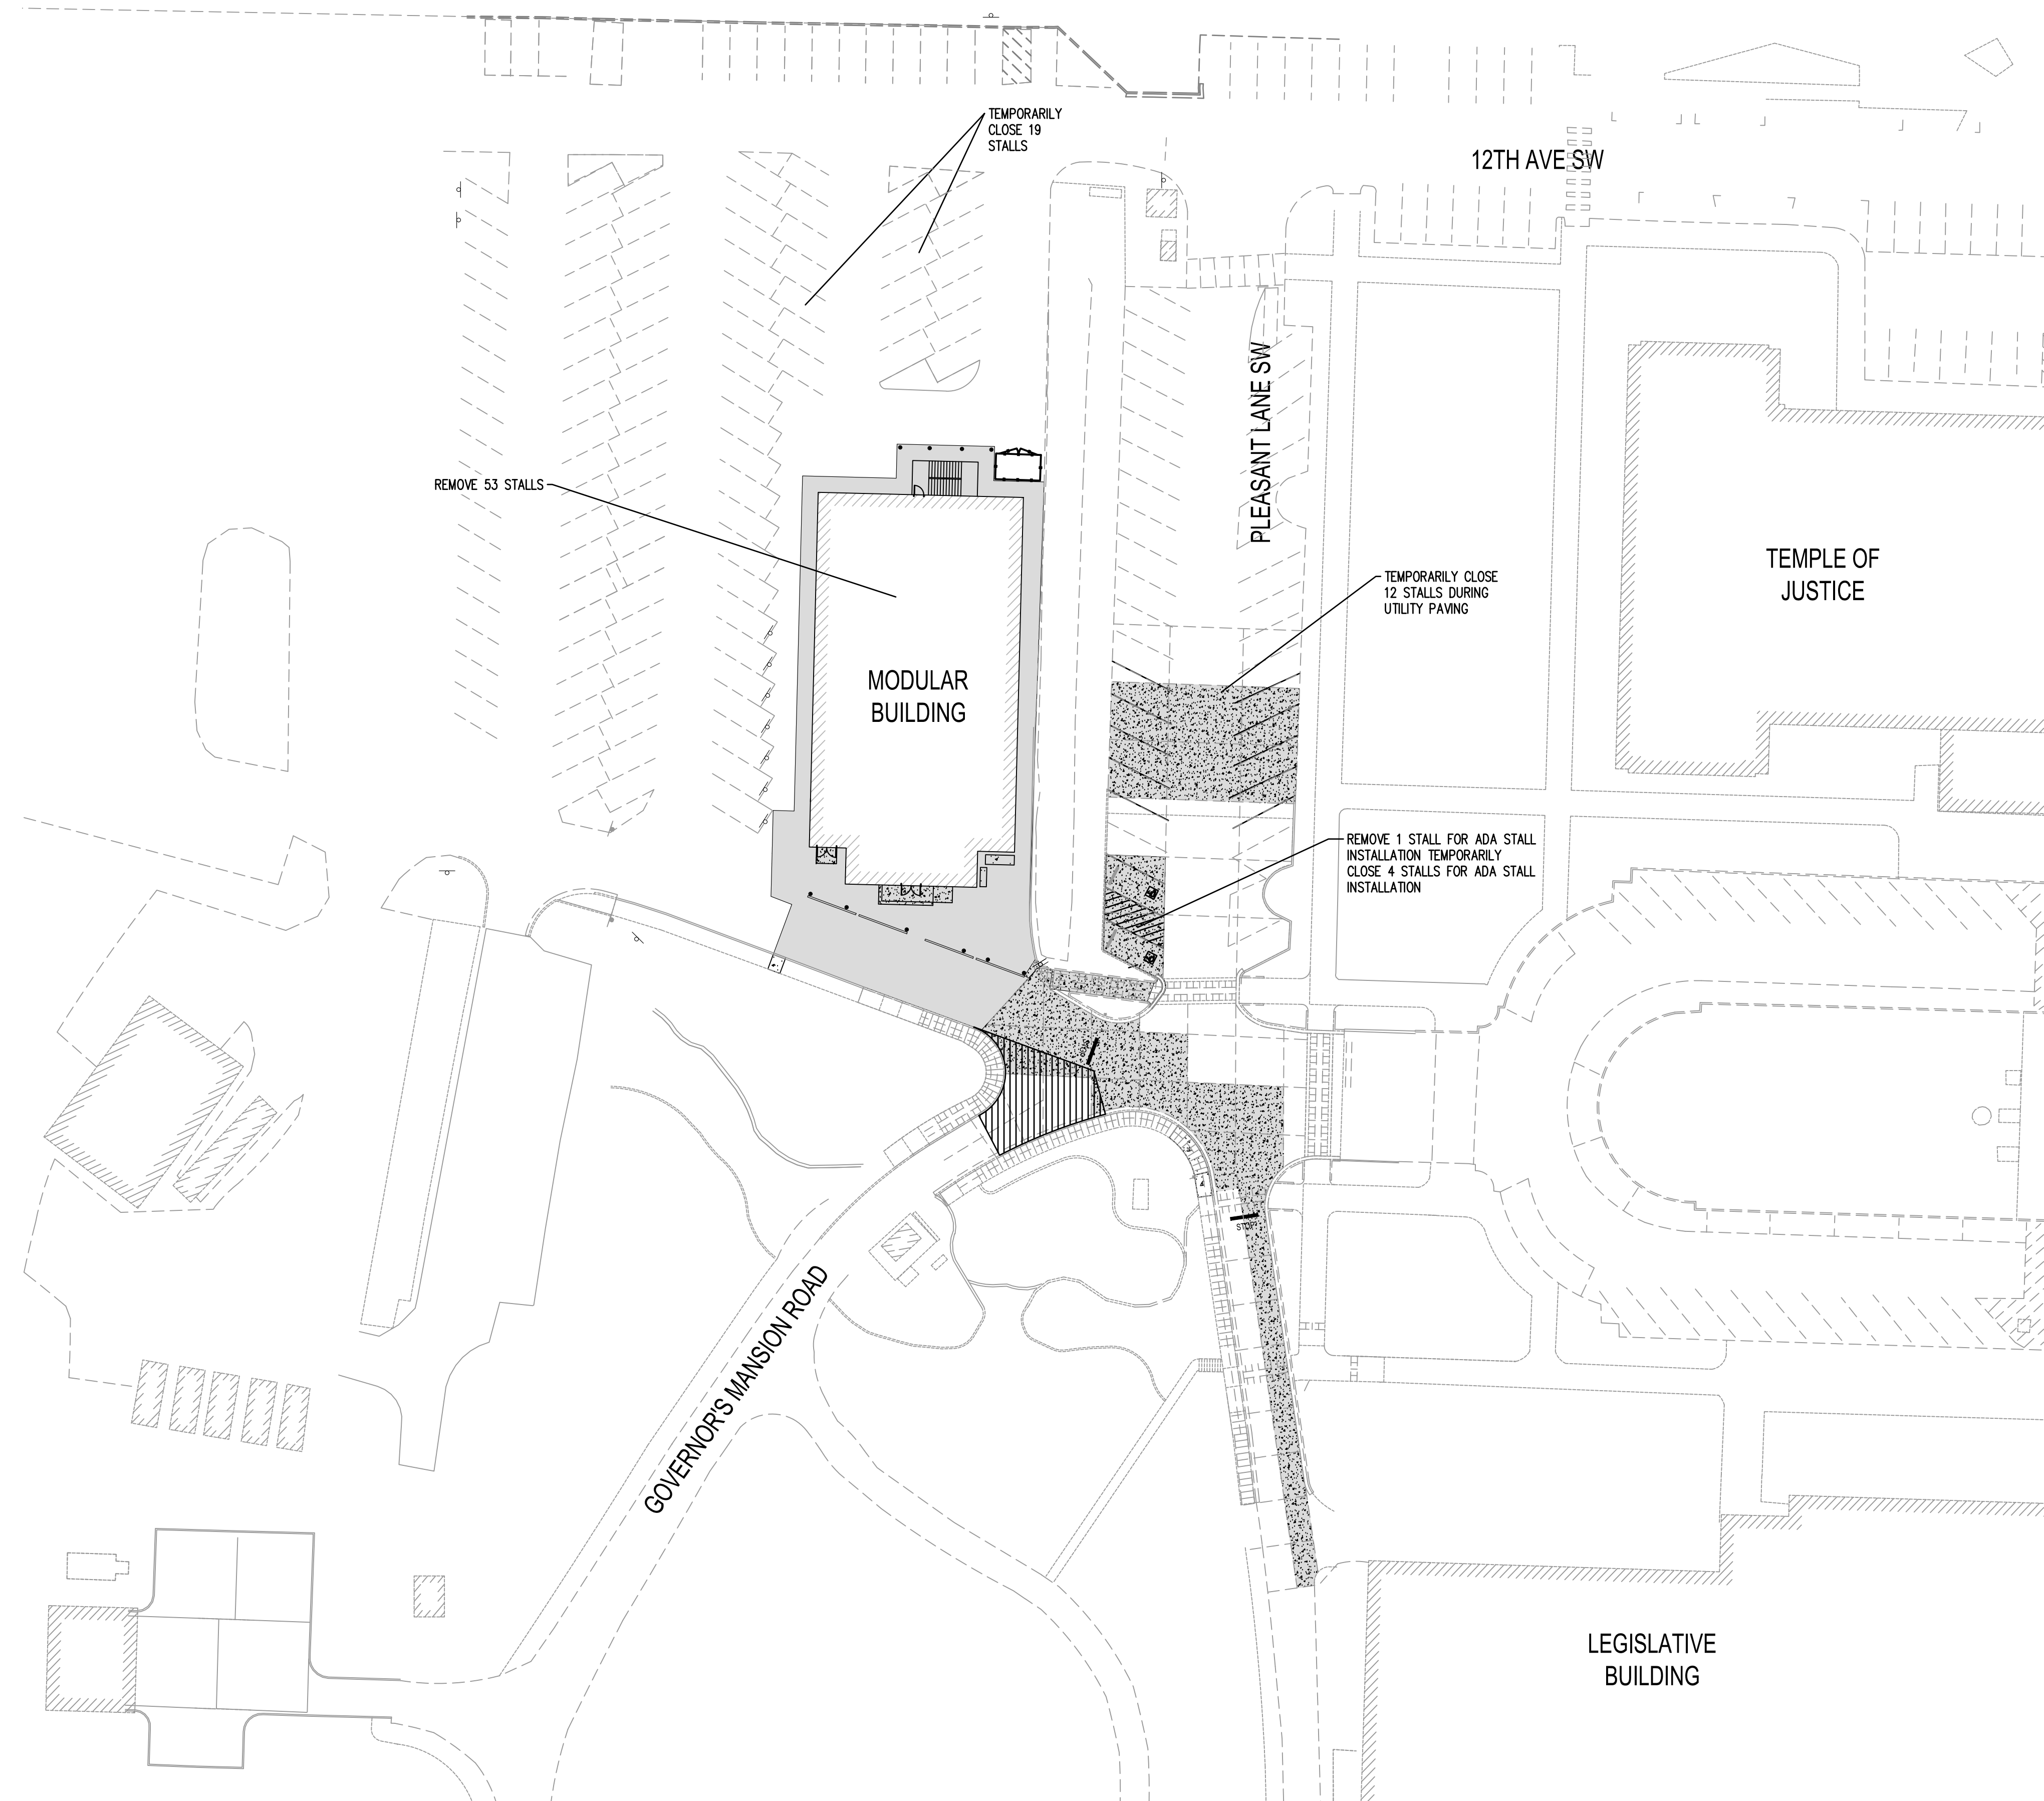 TEMPORARILY
CLOSE 19
STALLS
12TH AVE SW
PLEASANT LANE SW
REMOVE 53 STALLS
TEMPLE OF
JUSTICE
TEMPORARILY CLOSE
12 STALLS DURING
UTILITY PAVING
MODULAR
BUILDING
REMOVE 1 STALL FOR ADA STALL
INSTALLATION TEMPORARILY
CLOSE 4 STALLS FOR ADA STALL
INSTALLATION
STOP
GOVERNOR'S MANSION ROAD
LEGISLATIVE
BUILDING